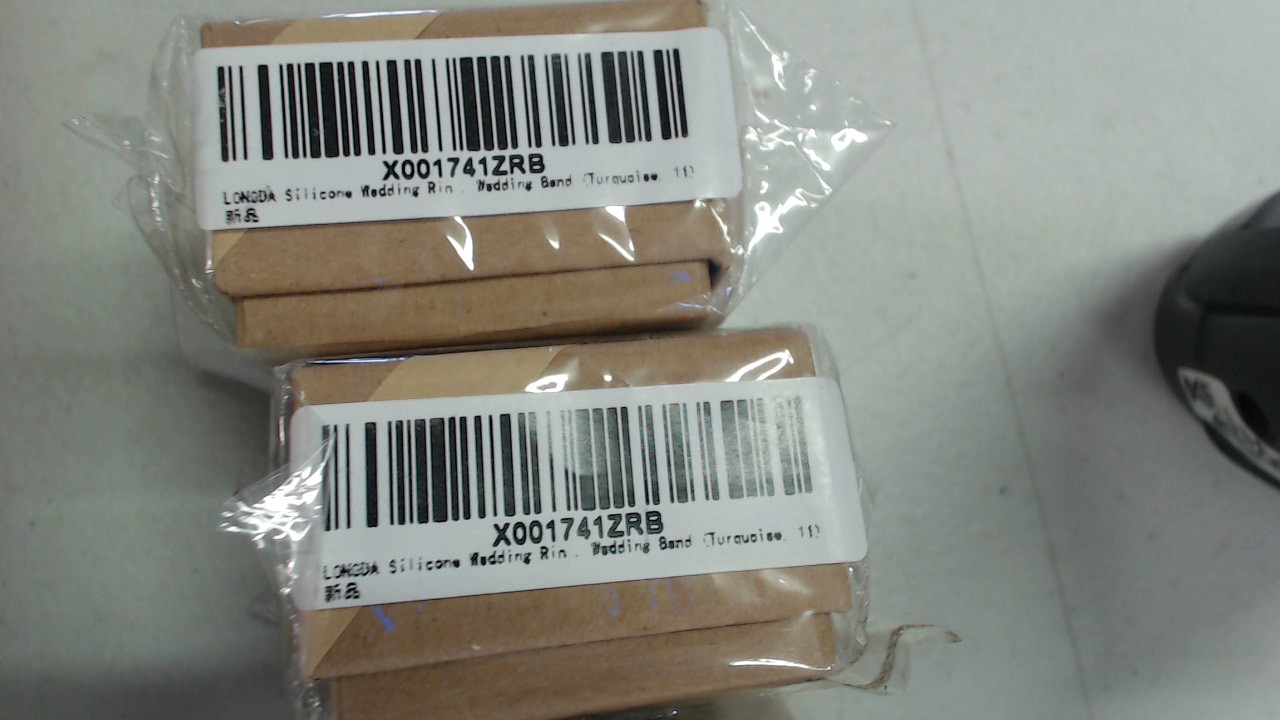 X001741ZRB
LONGDA Silicone Wedding Rin. Wedding Band (Turquoise, 11)
新品
X001741ZRB
LONGDA Silicone Wedding Rin. Wedding Band (Turquoise, 11)
新品